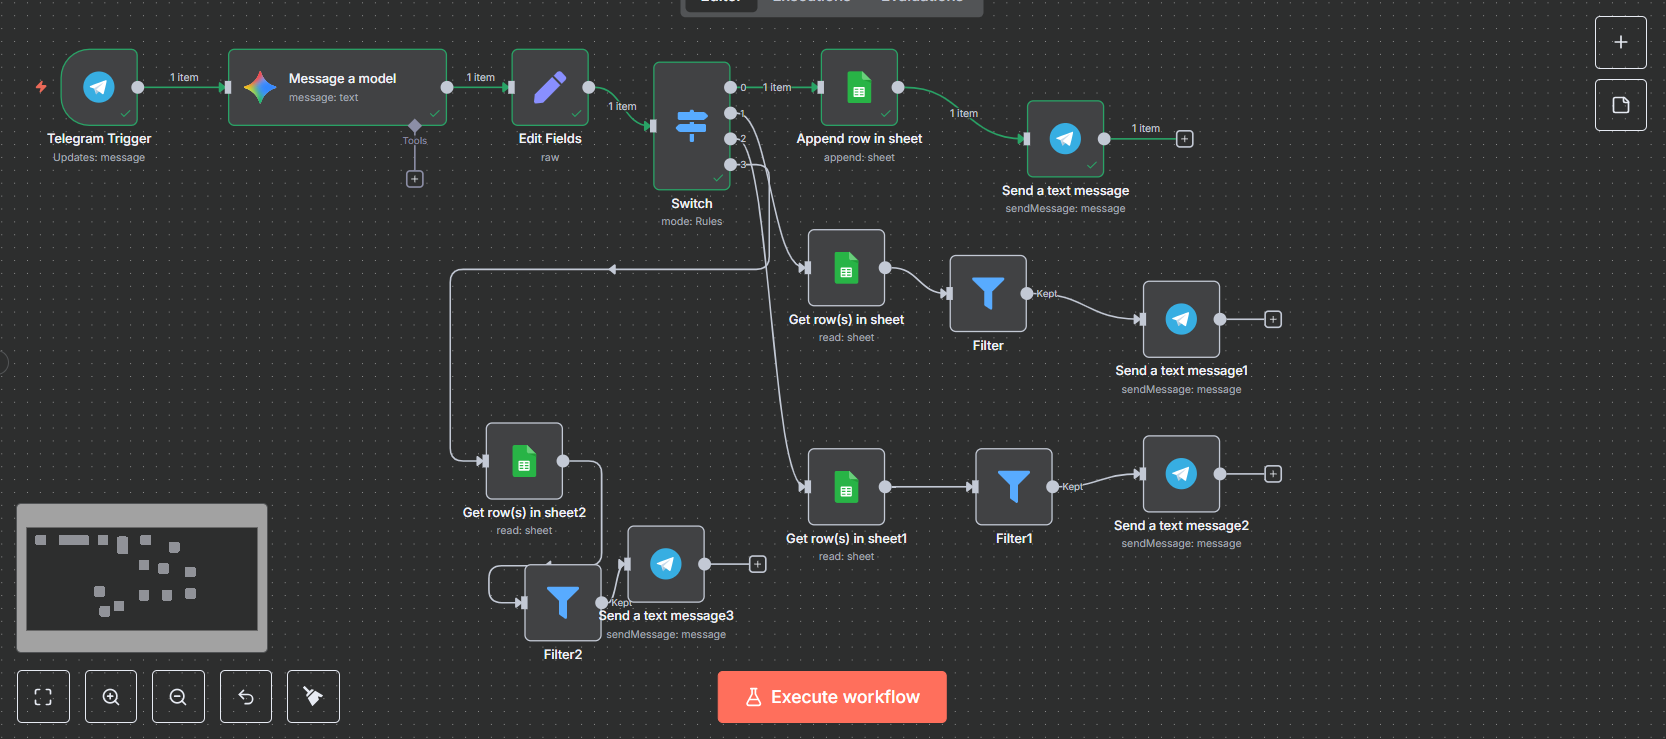 Editor
Executions
Evaluations
1 item
Message a model
message: text
1 item
1 item
0
1 item
1
2
3
1 item
1 item
Tools
Telegram Trigger
Updates: message
Edit Fields
raw
Append row in sheet
append: sheet
Switch
mode: Rules
Send a text message
sendMessage: message
Get row(s) in sheet
read: sheet
Kept
Filter
Send a text message1
sendMessage: message
Get row(s) in sheet2
read: sheet
Get row(s) in sheet1
read: sheet
Kept
Filter1
Send a text message2
sendMessage: message
Kept
Send a text message3
sendMessage: message
Filter2
Execute workflow